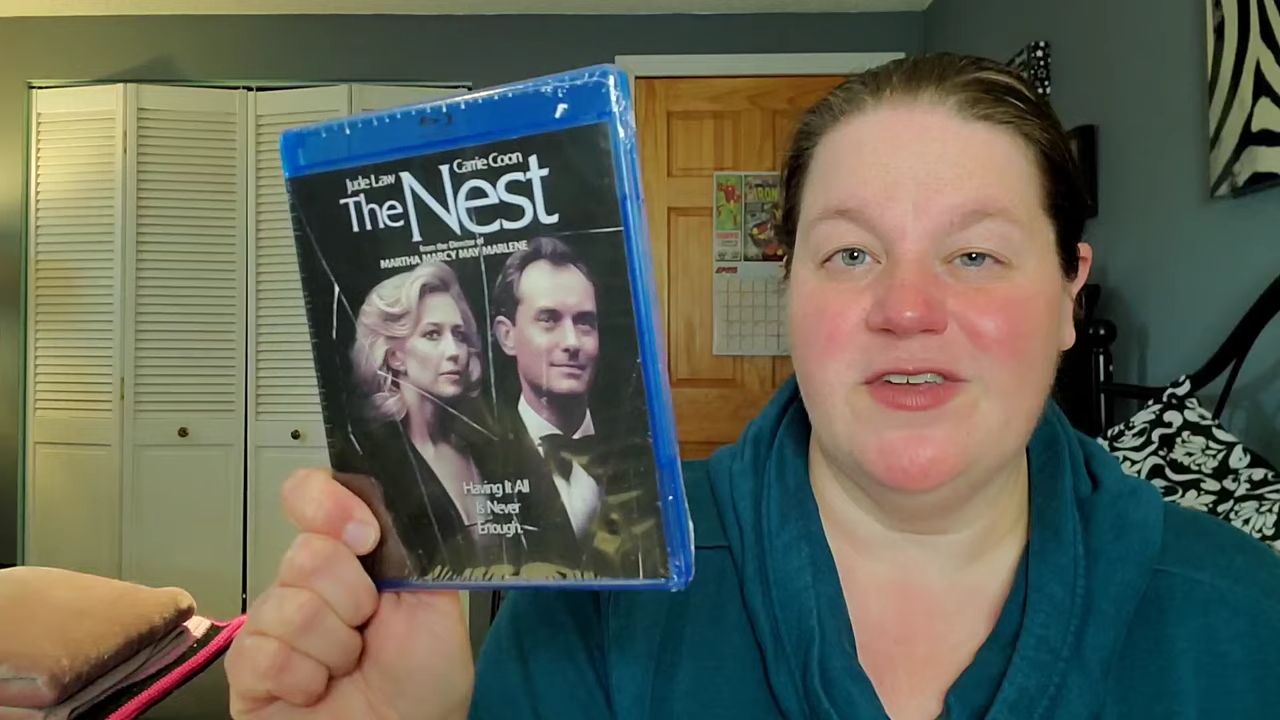 Jude Law
Carrie Coon
The Nest
from the Director of
MARTHA MARCY MAY MARLENE
Having It All
Is Never
Enough.
IRON